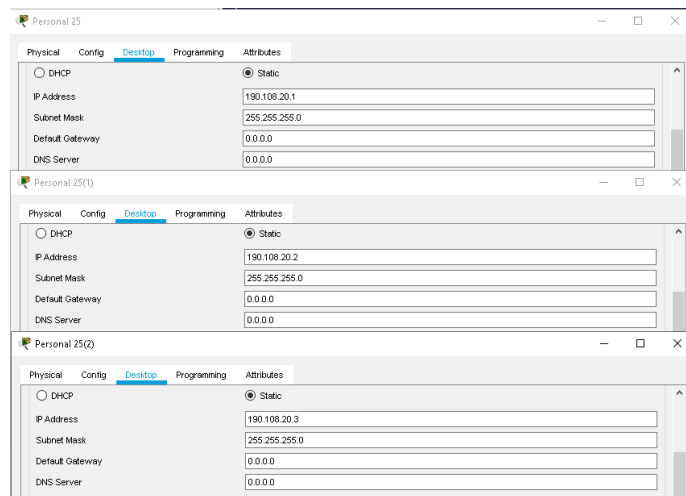 Personal 25
Physical Config Desktop Programming Attributes
DHCP Static
IP Address 190.108.20.1
Subnet Mask 255.255.255.0
Default Gateway 0.0.0.0
DNS Server 0.0.0.0
Personal 25(1)
Physical Config Desktop Programming Attributes
DHCP Static
IP Address 190.108.20.2
Subnet Mask 255.255.255.0
Default Gateway 0.0.0.0
DNS Server 0.0.0.0
Personal 25(2)
Physical Config Desktop Programming Attributes
DHCP Static
IP Address 190.108.20.3
Subnet Mask 255.255.255.0
Default Gateway 0.0.0.0
DNS Server 0.0.0.0